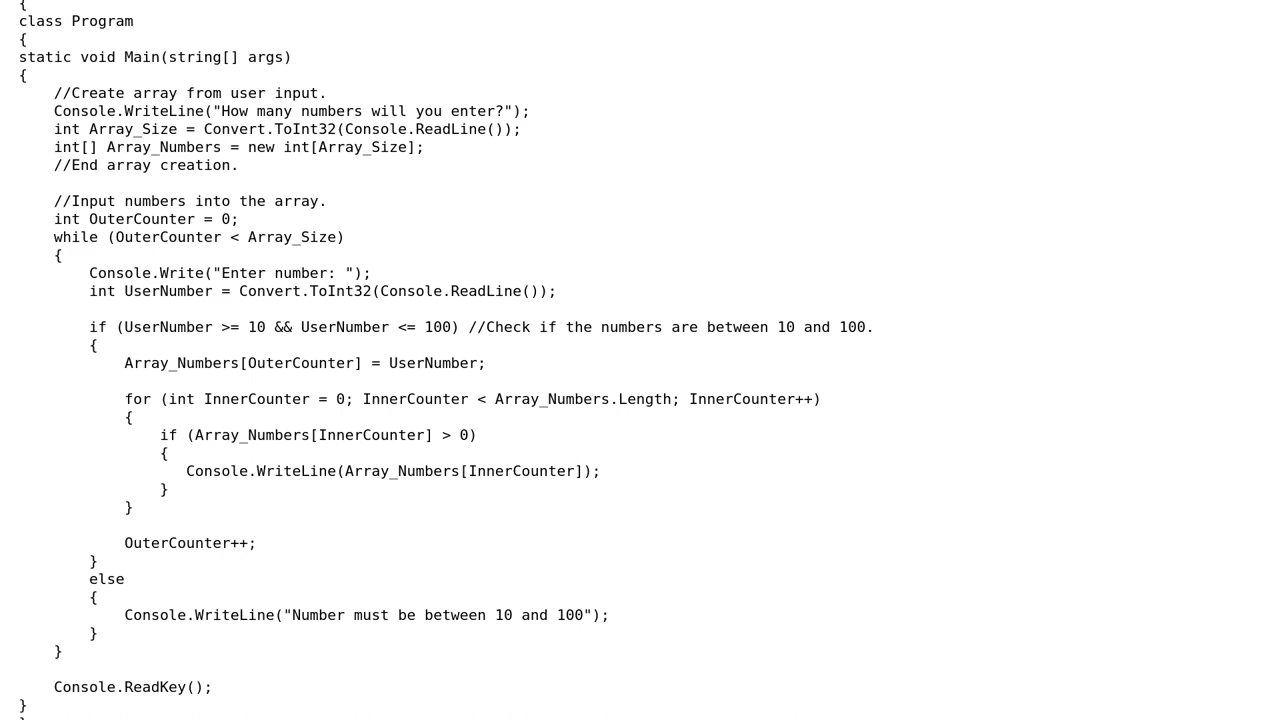 {
class Program
{
static void Main(string[] args)
{
    //Create array from user input.
    Console.WriteLine("How many numbers will you enter?");
    int Array_Size = Convert.ToInt32(Console.ReadLine());
    int[] Array_Numbers = new int[Array_Size];
    //End array creation.

    //Input numbers into the array.
    int OuterCounter = 0;
    while (OuterCounter < Array_Size)
    {
        Console.Write("Enter number: ");
        int UserNumber = Convert.ToInt32(Console.ReadLine());

        if (UserNumber >= 10 && UserNumber <= 100) //Check if the numbers are between 10 and 100.
        {
            Array_Numbers[OuterCounter] = UserNumber;

            for (int InnerCounter = 0; InnerCounter < Array_Numbers.Length; InnerCounter++)
            {
                if (Array_Numbers[InnerCounter] > 0)
                {
                   Console.WriteLine(Array_Numbers[InnerCounter]);
                }
            }

            OuterCounter++;
        }
        else
        {
            Console.WriteLine("Number must be between 10 and 100");
        }
    }

    Console.ReadKey();
}
}